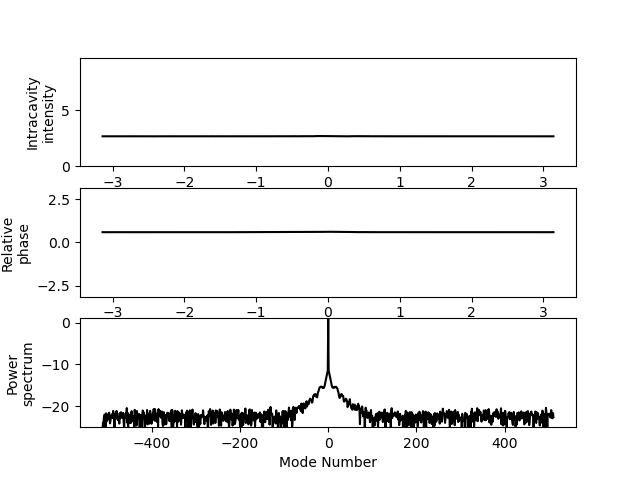 Intracavity
intensity
5
0
−3 −2 −1 0 1 2 3
Relative
phase
2.5
0.0
−2.5
−3 −2 −1 0 1 2 3
Power
spectrum
0
−10
−20
−400 −200 0 200 400
Mode Number